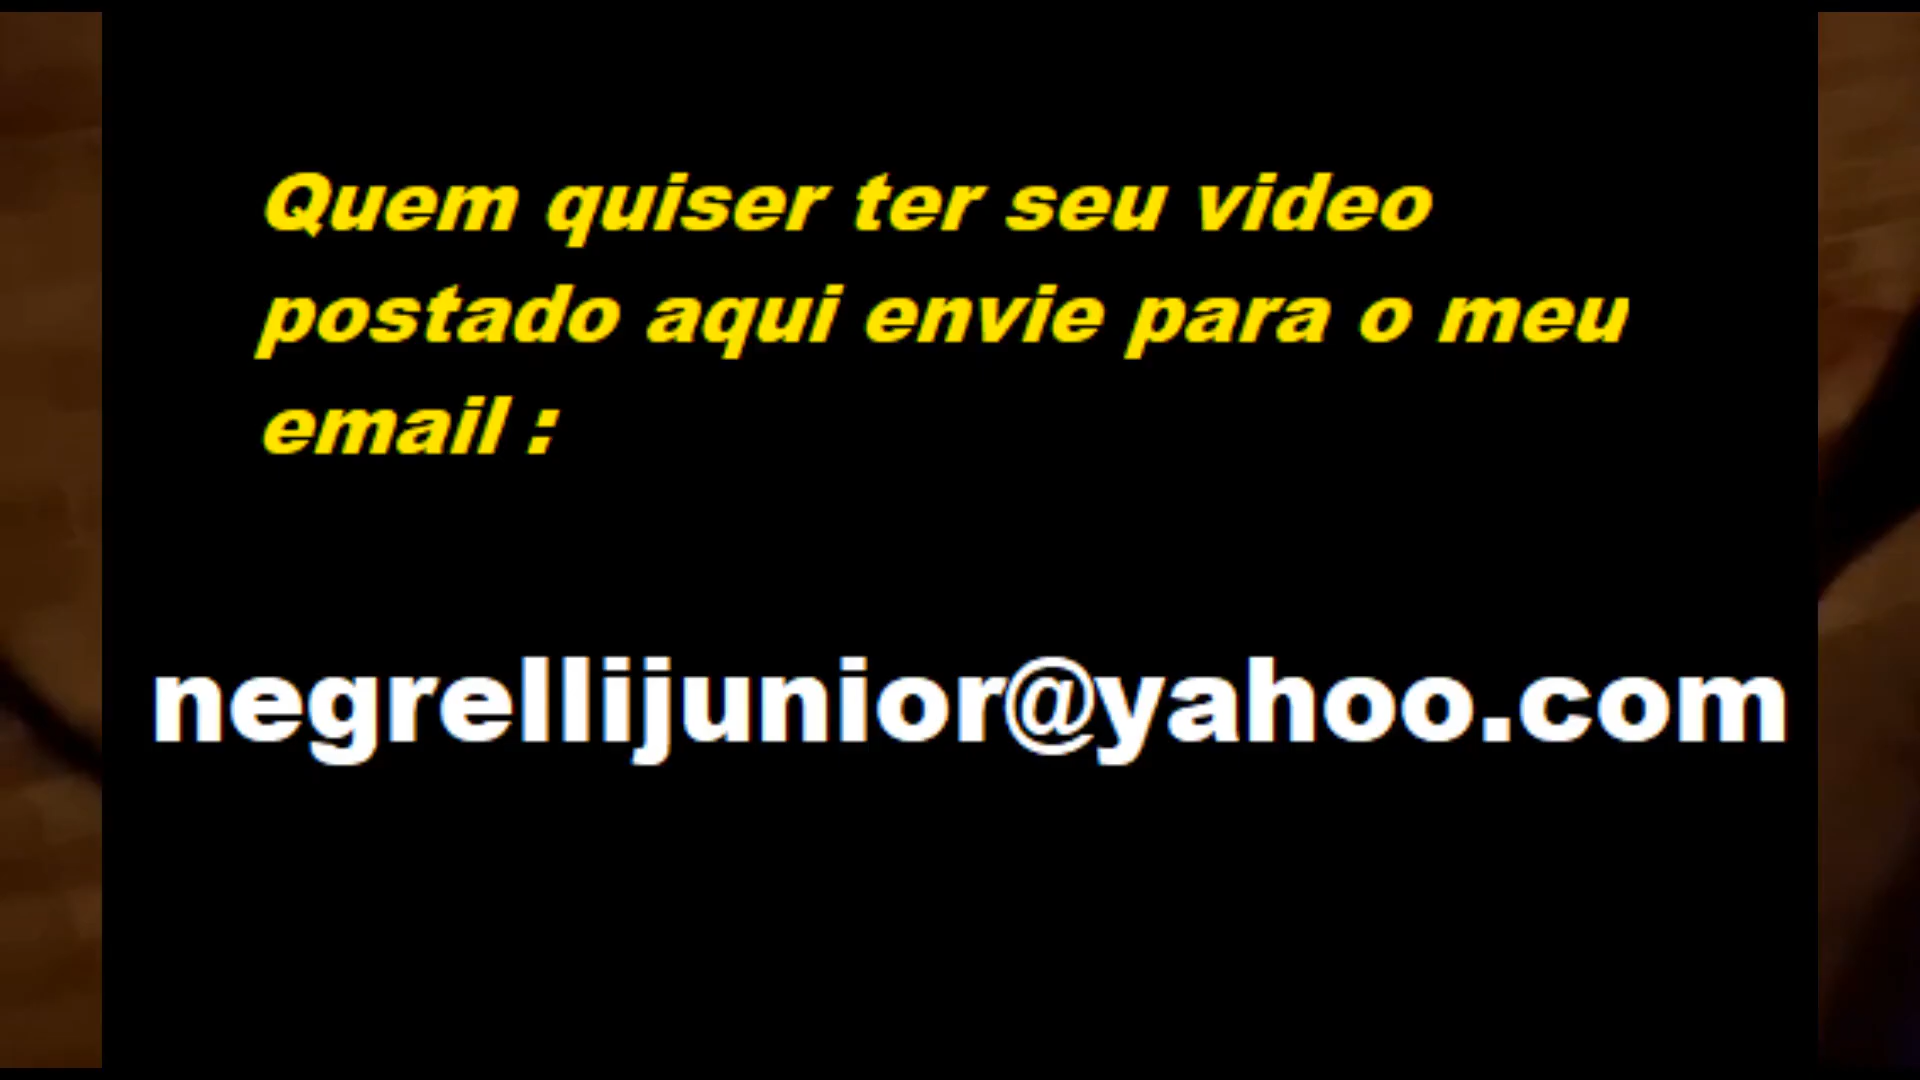 Quem quiser ter seu video
postado aqui envie para o meu
email :
negrellijunior@yahoo.com